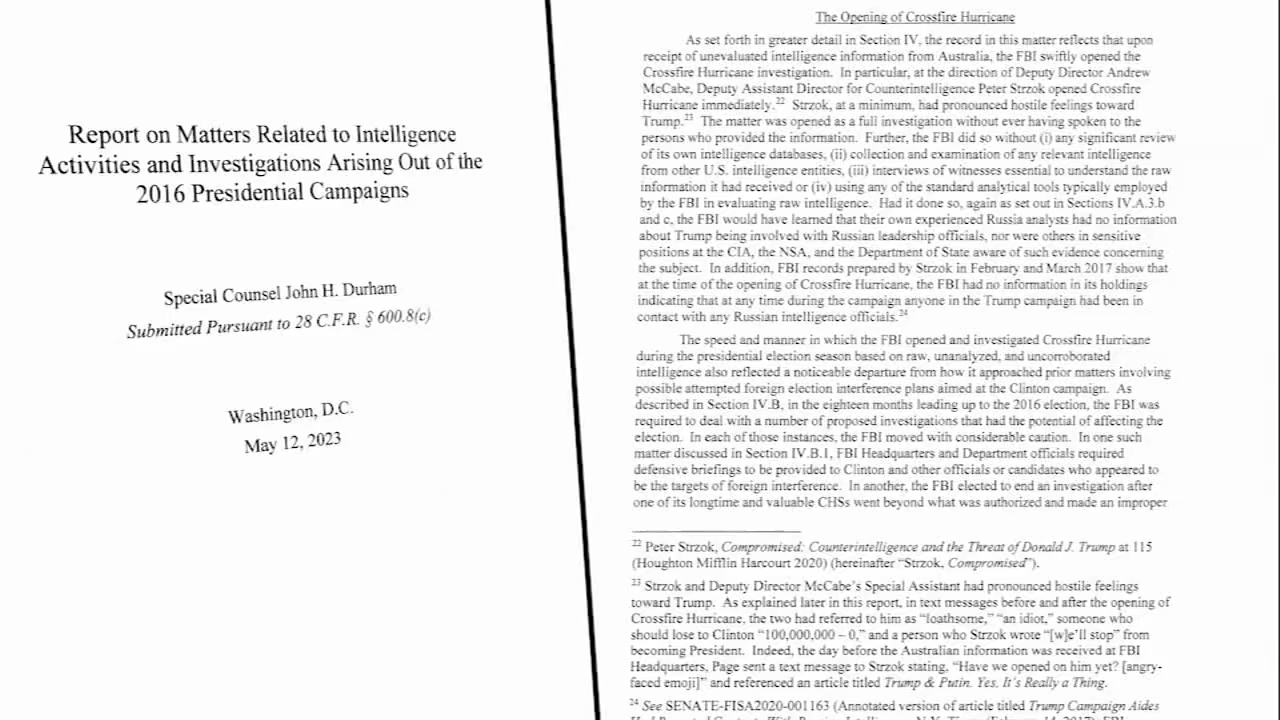 Report on Matters Related to Intelligence
Activities and Investigations Arising Out of the
2016 Presidential Campaigns
Special Counsel John H. Durham
Submitted Pursuant to 28 C.F.R. § 600.8(c)
Washington, D.C.
May 12, 2023
The Opening of Crossfire Hurricane
As set forth in greater detail in Section IV, the record in this matter reflects that upon
receipt of unevaluated intelligence information from Australia, the FBI swiftly opened the
Crossfire Hurricane investigation. In particular, at the direction of Deputy Director Andrew
McCabe, Deputy Assistant Director for Counterintelligence Peter Strzok opened Crossfire
Hurricane immediately.22 Strzok, at a minimum, had pronounced hostile feelings toward
Trump.23 The matter was opened as a full investigation without ever having spoken to the
persons who provided the information. Further, the FBI did so without (i) any significant review
of its own intelligence databases, (ii) collection and examination of any relevant intelligence
from other U.S. intelligence entities, (iii) interviews of witnesses essential to understand the raw
information it had received or (iv) using any of the standard analytical tools typically employed
by the FBI in evaluating raw intelligence. Had it done so, again as set out in Sections IV.A.3.b
and c, the FBI would have learned that their own experienced Russia analysts had no information
about Trump being involved with Russian leadership officials, nor were others in sensitive
positions at the CIA, the NSA, and the Department of State aware of such evidence concerning
the subject. In addition, FBI records prepared by Strzok in February and March 2017 show that
at the time of the opening of Crossfire Hurricane, the FBI had no information in its holdings
indicating that at any time during the campaign anyone in the Trump campaign had been in
contact with any Russian intelligence officials.24
The speed and manner in which the FBI opened and investigated Crossfire Hurricane
during the presidential election season based on raw, unanalyzed, and uncorroborated
intelligence also reflected a noticeable departure from how it approached prior matters involving
possible attempted foreign election interference plans aimed at the Clinton campaign. As
described in Section IV.B, in the eighteen months leading up to the 2016 election, the FBI was
required to deal with a number of proposed investigations that had the potential of affecting the
election. In each of those instances, the FBI moved with considerable caution. In one such
matter discussed in Section IV.B.1, FBI Headquarters and Department officials required
defensive briefings to be provided to Clinton and other officials or candidates who appeared to
be the targets of foreign interference. In another, the FBI elected to end an investigation after
one of its longtime and valuable CHSs went beyond what was authorized and made an improper
22 Peter Strzok, Compromised: Counterintelligence and the Threat of Donald J. Trump at 115
(Houghton Mifflin Harcourt 2020) (hereinafter “Strzok, Compromised”).
23 Strzok and Deputy Director McCabe's Special Assistant had pronounced hostile feelings
toward Trump. As explained later in this report, in text messages before and after the opening of
Crossfire Hurricane, the two had referred to him as “loathsome,” “an idiot,” someone who
should lose to Clinton “100,000,000 – 0,” and a person who Strzok wrote “[w]e'll stop” from
becoming President. Indeed, the day before the Australian information was received at FBI
Headquarters, Page sent a text message to Strzok stating, “Have we opened on him yet? [angry-
faced emoji]” and referenced an article titled Trump & Putin. Yes, It's Really a Thing.
24 See SENATE-FISA2020-001163 (Annotated version of article titled Trump Campaign Aides